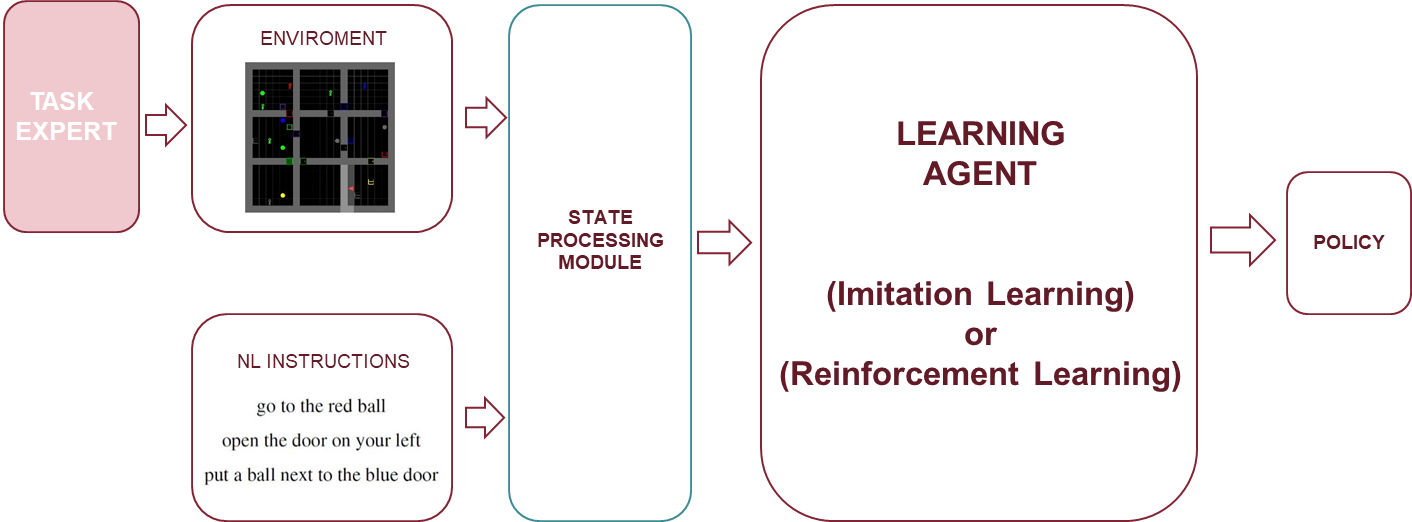 TASK
EXPERT
ENVIROMENT
NL INSTRUCTIONS
go to the red ball
open the door on your left
put a ball next to the blue door
STATE
PROCESSING
MODULE
LEARNING
AGENT
(Imitation Learning)
or
(Reinforcement Learning)
POLICY